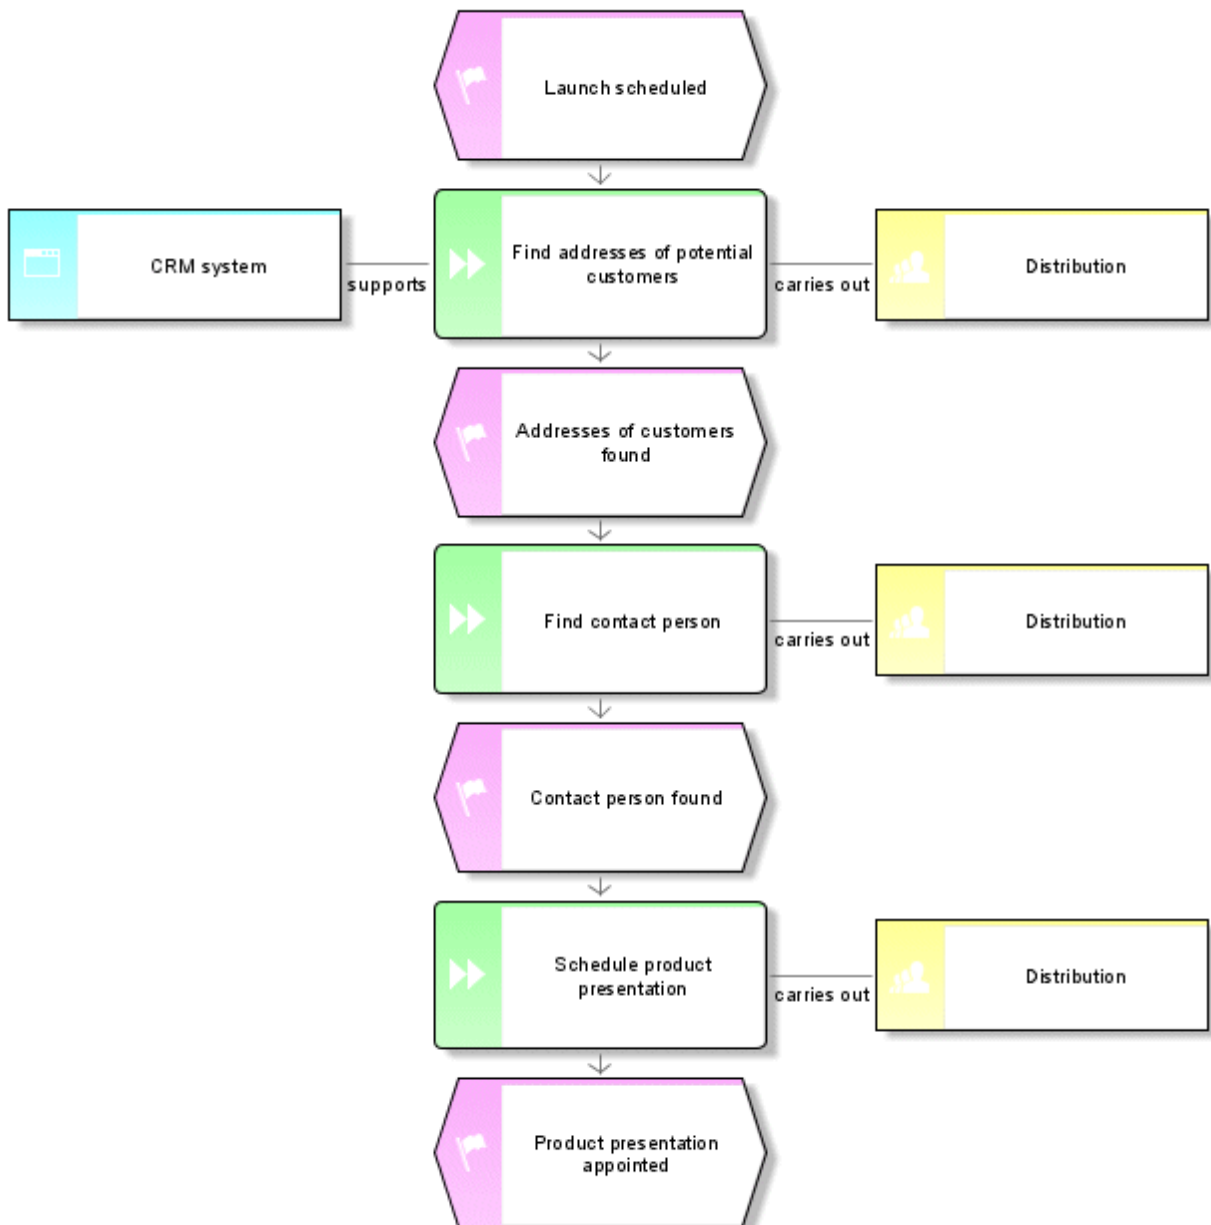 Launch scheduled
CRM system
supports
Find addresses of potential
customers
carries out
Distribution
Addresses of customers
found
Find contact person
carries out
Distribution
Contact person found
Schedule product
presentation
carries out
Distribution
Product presentation
appointed